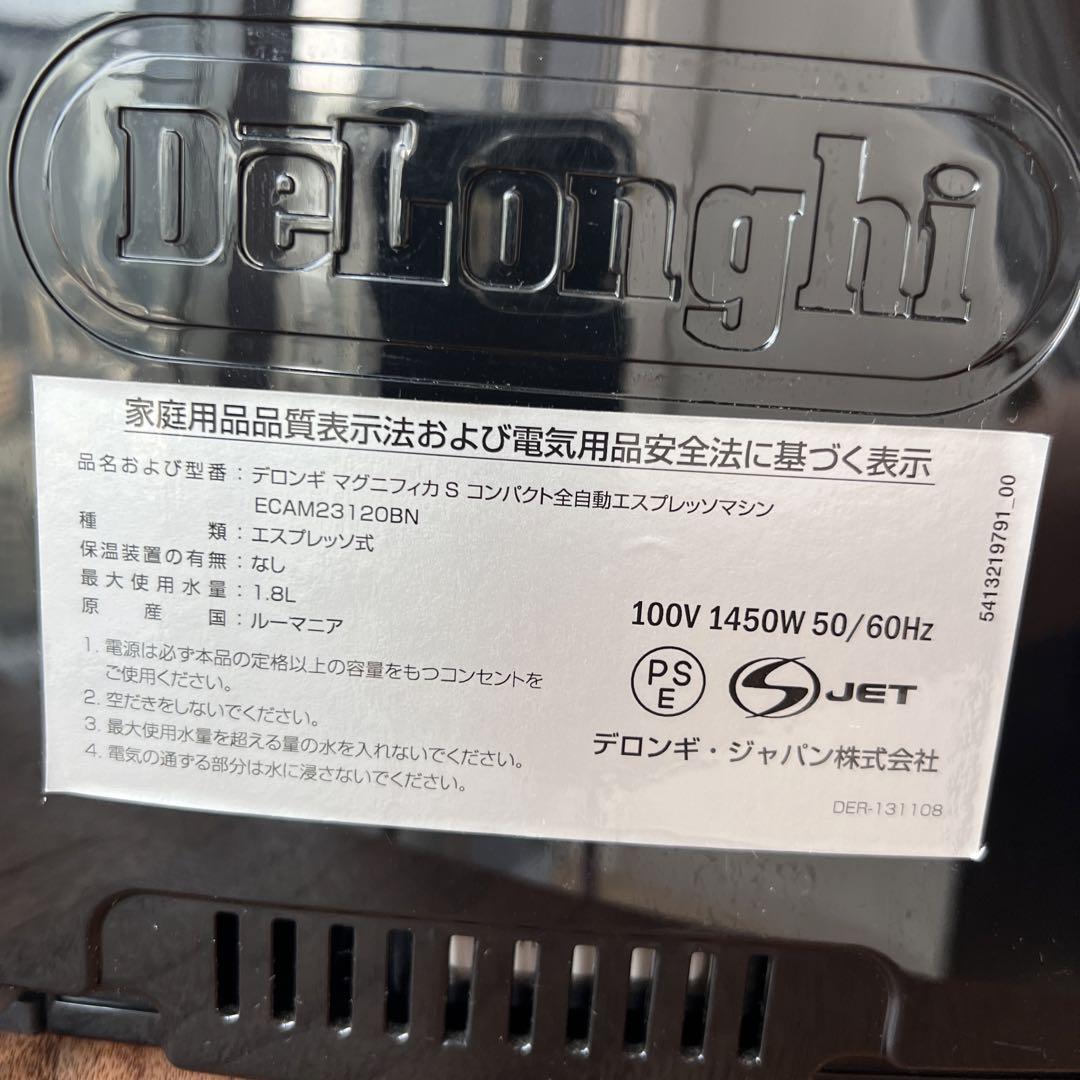 DeLonghi
家庭用品品質表示法および電気用品安全法に基づく表示
品名および型番：デロンギ マグニフィカ S コンパクト全自動エスプレッソマシン
ECAM23120BN
種類：エスプレッソ式
保温装置の有無：なし
最大使用水量：1.8L
原産国：ルーマニア
1. 電源は必ず本品の定格以上の容量をもつコンセントを
ご使用ください。
2. 空だきをしないでください。
3. 最大使用水量を超える量の水を入れないでください。
4. 電気の通ずる部分は水に浸さないでください。
100V 1450W 50/60Hz
PS
E
S JET
デロンギ・ジャパン株式会社
DER-131108
5413219791_00